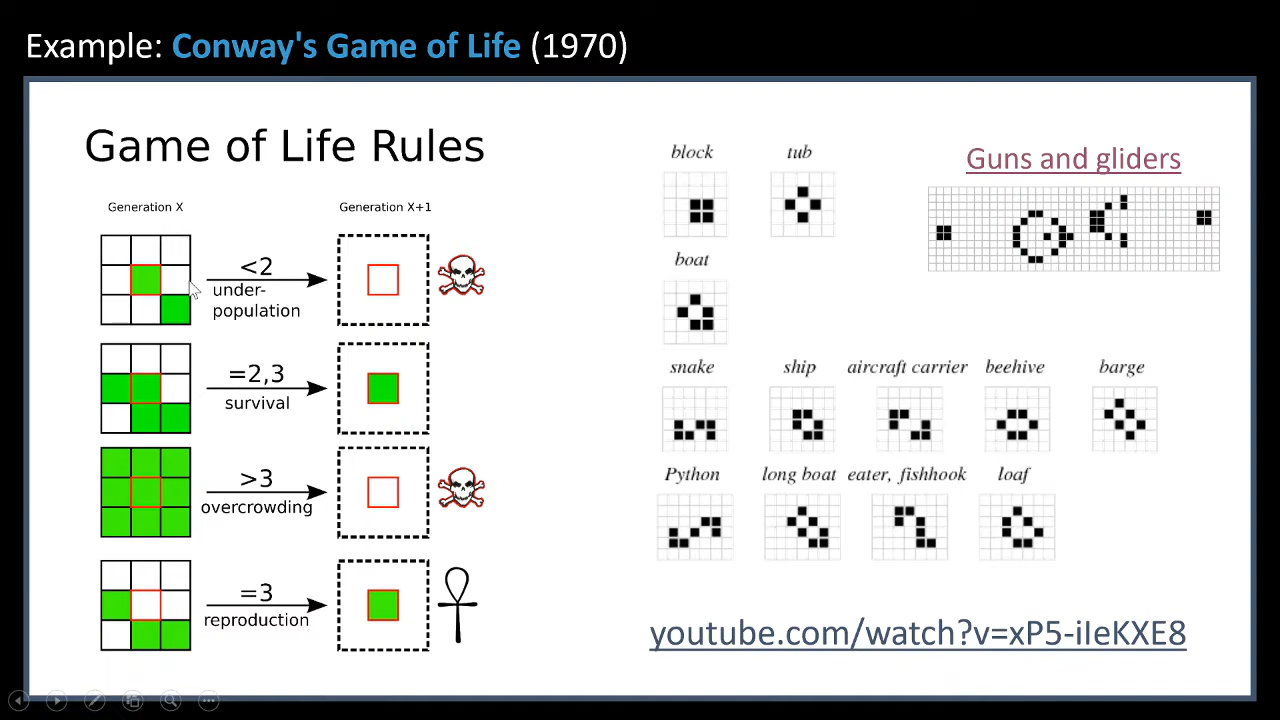 Example: Conway's Game of Life (1970)
Game of Life Rules
Generation X
Generation X+1
<2
under-
population
=2,3
survival
>3
overcrowding
=3
reproduction
block
tub
boat
snake
ship
aircraft carrier
beehive
barge
Python
long boat
eater, fishhook
loaf
Guns and gliders
youtube.com/watch?v=xP5-iIeKXE8